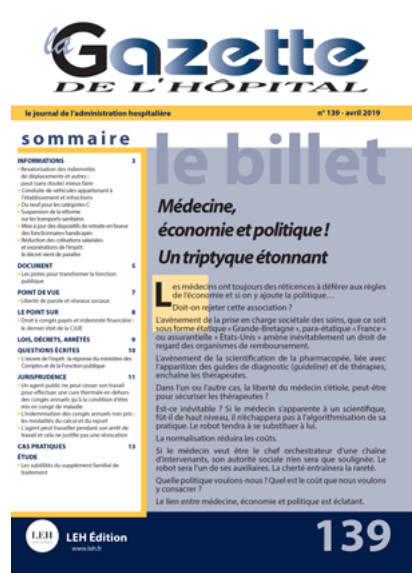 la
Gazette
DE L'HÔPITAL
le journal de l'administration hospitalière
n° 139 - avril 2019
sommaire
INFORMATIONS 3
• Revalorisation des indemnités
de déplacements et autres :
peut (sans doute) mieux faire
• Conduite de véhicules appartenant à
l'établissement et infractions
• Du neuf pour les catégories C
• Suspension de la réforme
sur les transports sanitaires
• Mise à jour des dispositifs de retraite en faveur
des fonctionnaires handicapés
• Réduction des cotisations salariales
et exonérations de l'impôt :
le décret vient de paraître
DOCUMENT 5
• Les pistes pour transformer la fonction
publique
POINT DE VUE 7
• Liberté de parole et réseaux sociaux
LE POINT SUR 8
• Droit à congés payés et indemnité financière :
le dernier état de la CJUE
LOIS, DÉCRETS, ARRÊTÉS 9
QUESTIONS ÉCRITES 10
• L'œuvre de l'esprit : la réponse du ministère des
Comptes et de la Fonction publique
JURISPRUDENCE 11
• Un agent public ne peut cesser son travail
pour effectuer une cure thermale en dehors
des congés annuels qu'à la condition d'être
mis en congé de maladie
• L'indemnisation des congés annuels non pris :
les modalités du calcul et du report
• L'agent peut travailler pendant son arrêt de
travail et cela ne justifie pas une révocation
CAS PRATIQUES 13
ÉTUDE
• Les subtilités du supplément familial de
traitement
le billet
Médecine,
économie et politique !
Un triptyque étonnant
Les médecins ont toujours des réticences à déférer aux règles
de l'économie et si on y ajoute la politique…
Doit-on rejeter cette association ?
L'avènement de la prise en charge sociétale des soins, que ce soit
sous forme étatique « Grande-Bretagne », para-étatique « France »
ou assurantielle « États-Unis » amène inévitablement un droit de
regard des organismes de remboursement.
L'avènement de la scientification de la pharmacopée, liée avec
l'apparition des guides de diagnostic (guideline) et de thérapies,
enchaîne les thérapeutes.
Dans l'un ou l'autre cas, la liberté du médecin s'étiole, peut-être
pour sécuriser les thérapeutes ?
Est-ce inévitable ? Si le médecin s'apparente à un scientifique,
fût-il de haut niveau, il n'échappera pas à l'algorithmisation de sa
pratique. Le robot tendra à se substituer à lui.
La normalisation réduira les coûts.
Si le médecin veut être le chef orchestrateur d'une chaîne
d'intervenants, son autorité sociale n'en sera que soulignée. Le
robot sera l'un de ses auxiliaires. La cherté entraînera la rareté.
Quelle politique voulons-nous ? Quel est le coût que nous voulons
y consacrer ?
Le lien entre médecine, économie et politique est éclatant.
LEH
ÉDITION
LEH Édition
www.leh.fr
139